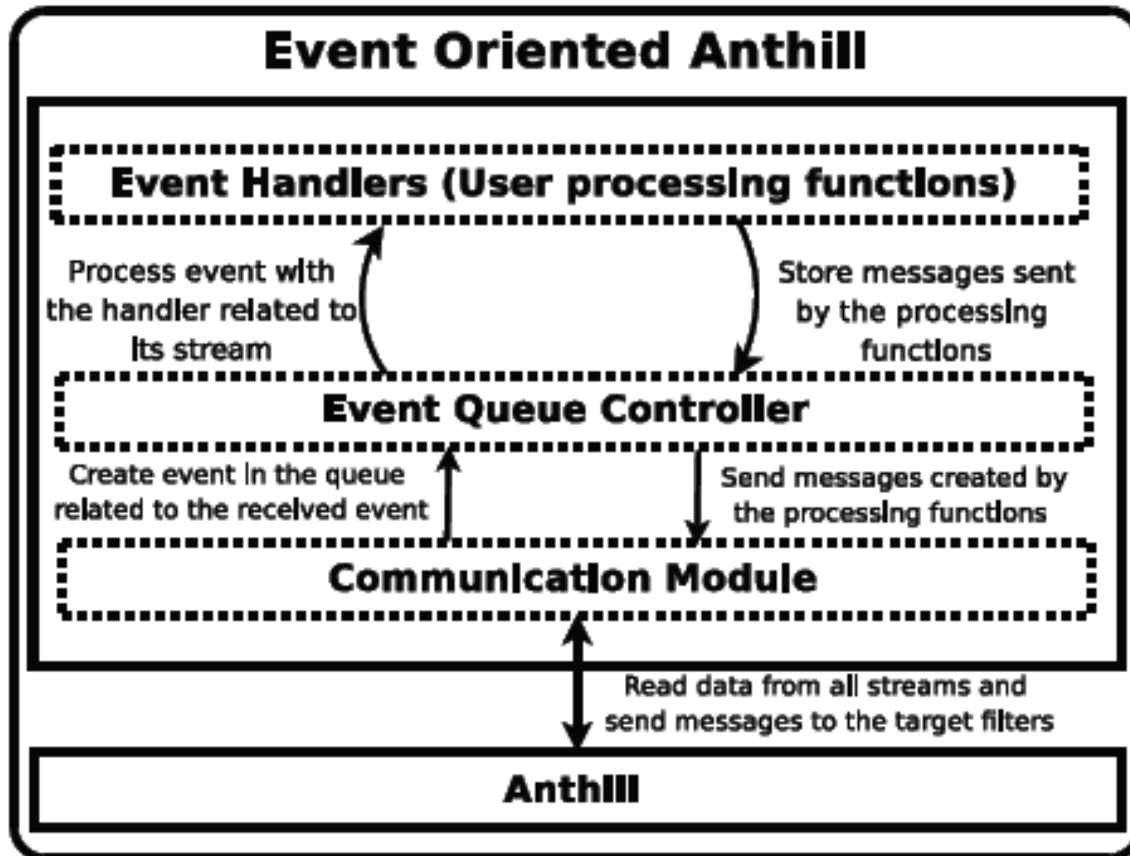 Event Oriented Anthill
Event Handlers (User processing functions)
Process event with
the handler related to
its stream
Store messages sent
by the processing
functions
Event Queue Controller
Create event in the queue
related to the received event
Send messages created by
the processing functions
Communication Module
Read data from all streams and
send messages to the target filters
Anthill